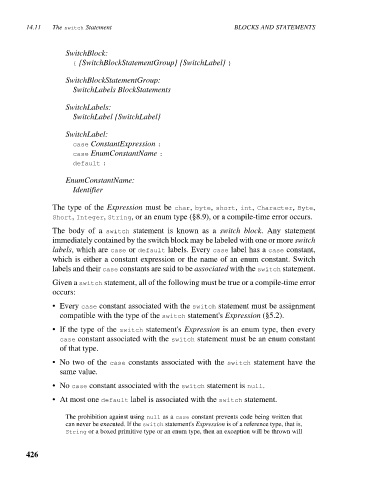 14.11 The switch Statement BLOCKS AND STATEMENTS
SwitchBlock:
{ {SwitchBlockStatementGroup} {SwitchLabel} }
SwitchBlockStatementGroup:
SwitchLabels BlockStatements
SwitchLabels:
SwitchLabel {SwitchLabel}
SwitchLabel:
case ConstantExpression :
case EnumConstantName :
default :
EnumConstantName:
Identifier
The type of the Expression must be char, byte, short, int, Character, Byte,
Short, Integer, String, or an enum type (§8.9), or a compile-time error occurs.
The body of a switch statement is known as a switch block. Any statement
immediately contained by the switch block may be labeled with one or more switch
labels, which are case or default labels. Every case label has a case constant,
which is either a constant expression or the name of an enum constant. Switch
labels and their case constants are said to be associated with the switch statement.
Given a switch statement, all of the following must be true or a compile-time error
occurs:
• Every case constant associated with the switch statement must be assignment
compatible with the type of the switch statement's Expression (§5.2).
• If the type of the switch statement's Expression is an enum type, then every
case constant associated with the switch statement must be an enum constant
of that type.
• No two of the case constants associated with the switch statement have the
same value.
• No case constant associated with the switch statement is null.
• At most one default label is associated with the switch statement.
The prohibition against using null as a case constant prevents code being written that
can never be executed. If the switch statement's Expression is of a reference type, that is,
String or a boxed primitive type or an enum type, then an exception will be thrown will
426